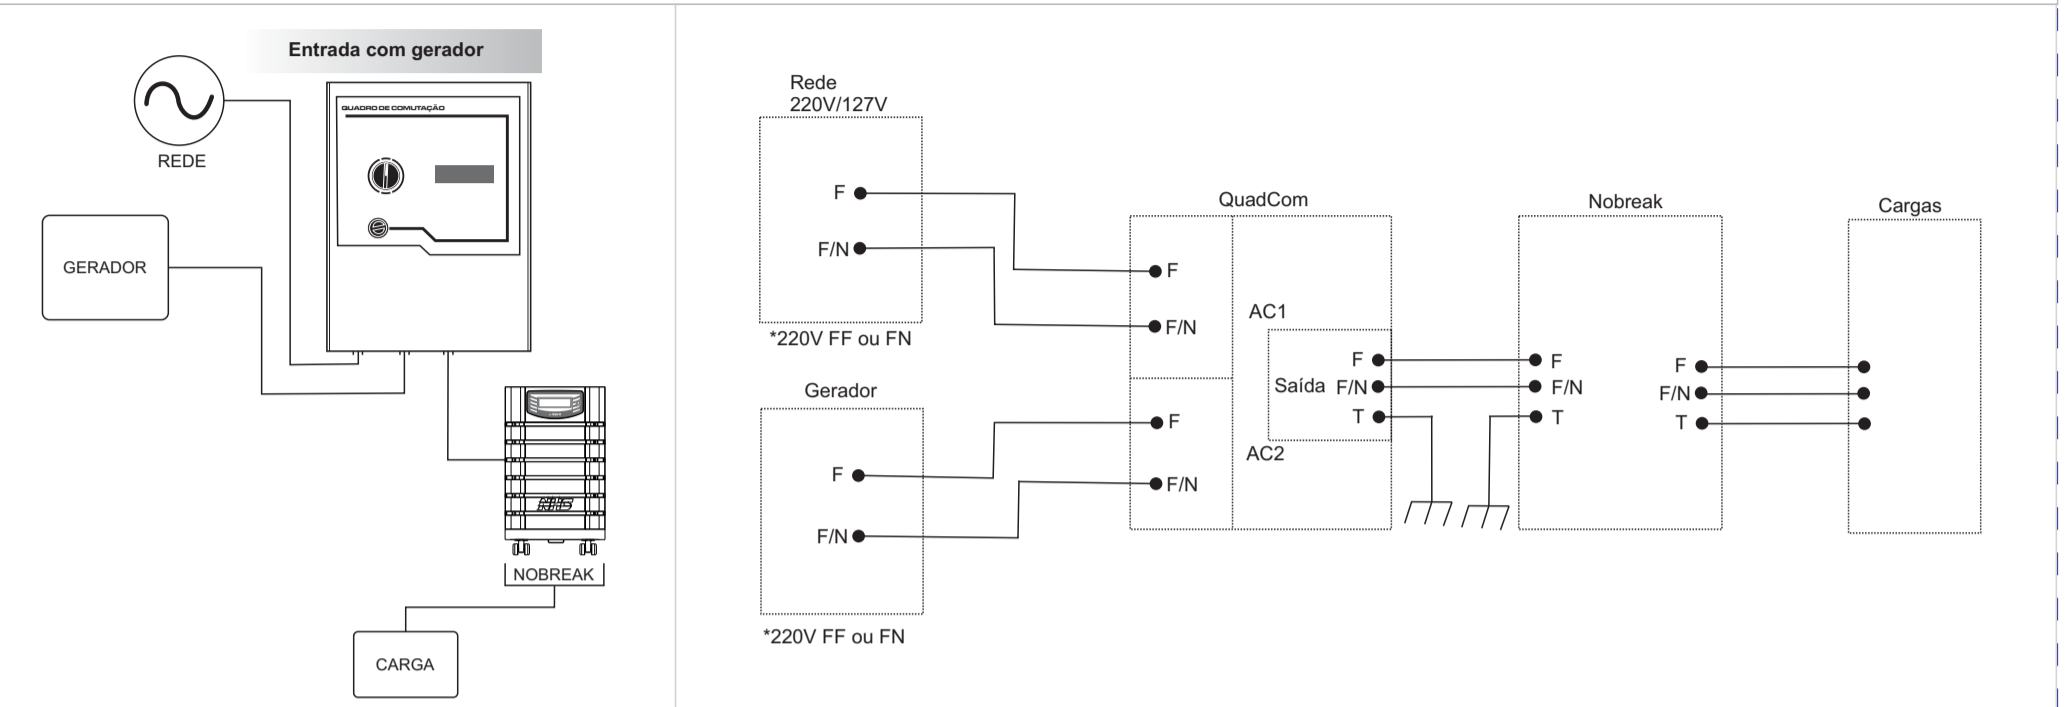 Entrada com gerador
REDE
QUADRO DE COMUTAÇÃO
GERADOR
NHS
NOBREAK
CARGA
Rede
220V/127V
F
F/N
*220V FF ou FN
Gerador
F
F/N
*220V FF ou FN
QuadCom
F
F/N
F
F/N
AC1
Saída
F
F/N
T
AC2
Nobreak
F
F/N
T
F
F/N
T
Cargas